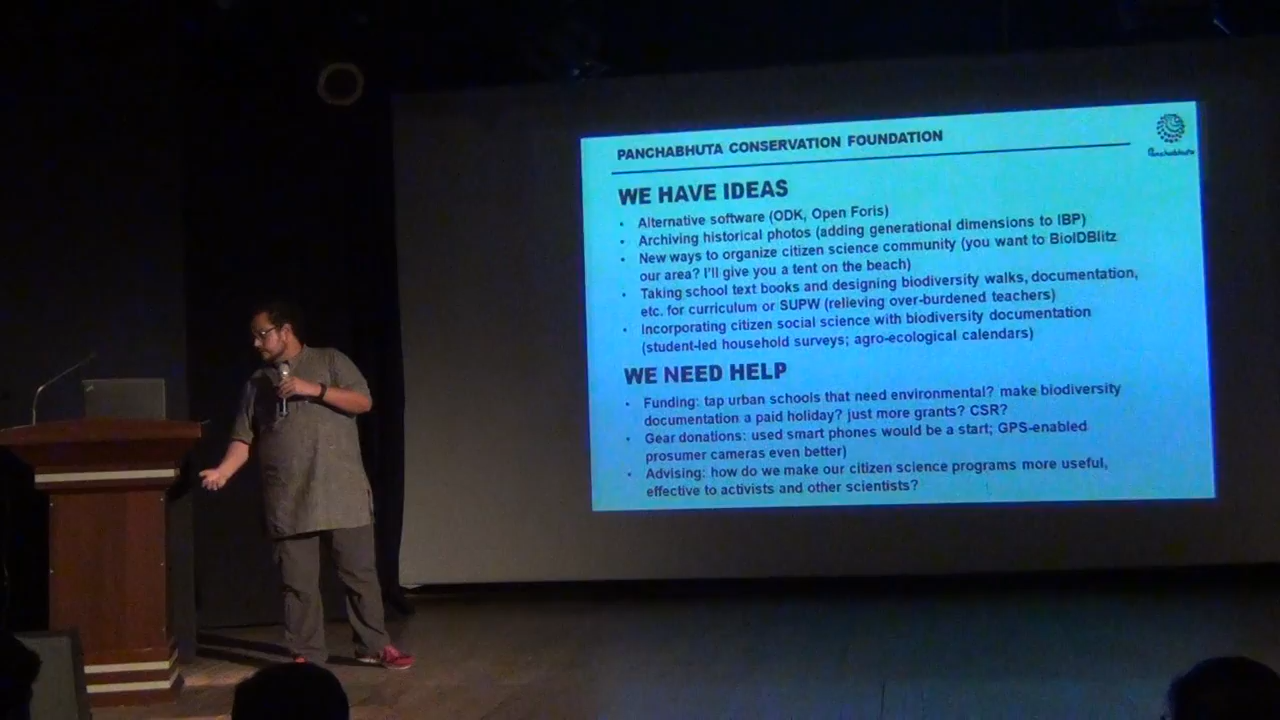 PANCHABHUTA CONSERVATION FOUNDATION
Panchabhuta
WE HAVE IDEAS
• Alternative software (ODK, Open Foris)
• Archiving historical photos (adding generational dimensions to IBP)
• New ways to organize citizen science community (you want to BioIDBlitz
our area? I'll give you a tent on the beach)
• Taking school text books and designing biodiversity walks, documentation,
etc. for curriculum or SUPW (relieving over-burdened teachers)
• Incorporating citizen social science with biodiversity documentation
(student-led household surveys; agro-ecological calendars)
WE NEED HELP
• Funding: tap urban schools that need environmental? make biodiversity
documentation a paid holiday? just more grants? CSR?
• Gear donations: used smart phones would be a start; GPS-enabled
prosumer cameras even better)
• Advising: how do we make our citizen science programs more useful,
effective to activists and other scientists?